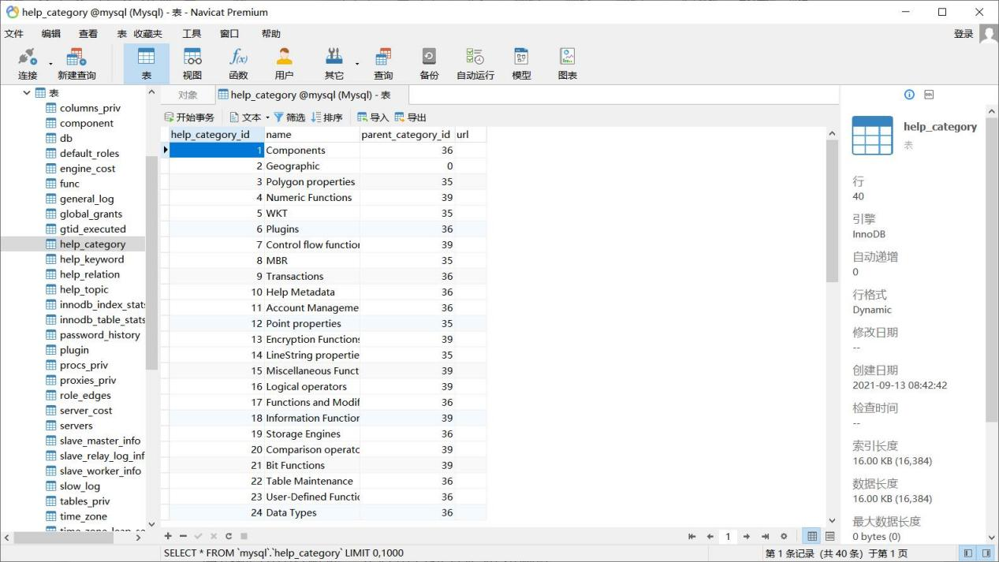 help_category @mysql (Mysql) - 表 - Navicat Premium
文件 编辑 查看 表 收藏夹 工具 窗口 帮助 登录
连接 新建查询 表 视图 函数 用户 其它 查询 备份 自动运行 模型 图表
表
columns_priv
component
db
default_roles
engine_cost
func
general_log
global_grants
gtid_executed
help_category
help_keyword
help_relation
help_topic
innodb_index_stats
innodb_table_stats
password_history
plugin
procs_priv
proxies_priv
role_edges
server_cost
servers
slave_master_info
slave_relay_log_inf
slave_worker_info
slow_log
tables_priv
time_zone
对象 help_category @mysql (Mysql) - 表
开始事务 文本 筛选 排序 导入 导出
help_category_id name parent_category_id url
1 Components 36
2 Geographic 0
3 Polygon properties 35
4 Numeric Functions 39
5 WKT 35
6 Plugins 36
7 Control flow function 39
8 MBR 35
9 Transactions 36
10 Help Metadata 36
11 Account Manageme 36
12 Point properties 35
13 Encryption Functions 39
14 LineString propertie 35
15 Miscellaneous Funct 39
16 Logical operators 39
17 Functions and Modif 36
18 Information Function 39
19 Storage Engines 36
20 Comparison operato 39
21 Bit Functions 39
22 Table Maintenance 36
23 User-Defined Functio 36
24 Data Types 36
1
SELECT * FROM `mysql`.`help_category` LIMIT 0,1000
第 1 条记录 (共 40 条) 于第 1 页
help_category
表
行
40
引擎
InnoDB
自动递增
0
行格式
Dynamic
修改日期
--
创建日期
2021-09-13 08:42:42
检查时间
--
索引长度
16.00 KB (16,384)
数据长度
16.00 KB (16,384)
最大数据长度
0 bytes (0)